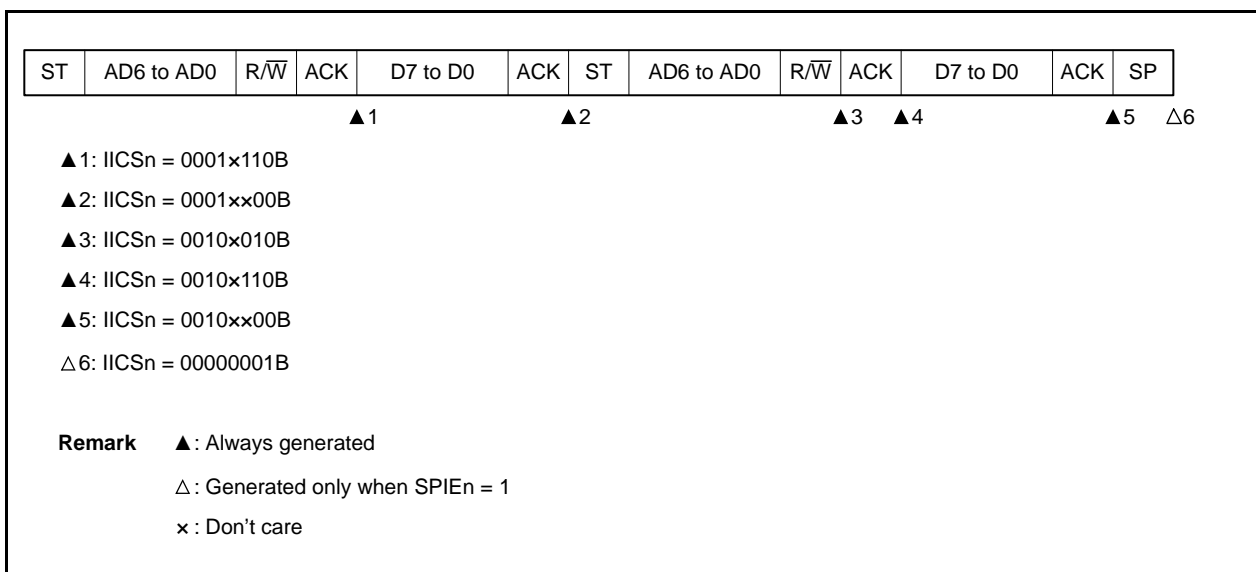 ST AD6 to AD0 R/W̅ ACK D7 to D0 ACK ST AD6 to AD0 R/W̅ ACK D7 to D0 ACK SP
▲1 ▲2 ▲3 ▲4 ▲5 △6
▲1: IICSn = 0001×110B
▲2: IICSn = 0001××00B
▲3: IICSn = 0010×010B
▲4: IICSn = 0010×110B
▲5: IICSn = 0010××00B
△6: IICSn = 00000001B
Remark ▲: Always generated
△: Generated only when SPIEn = 1
×: Don't care